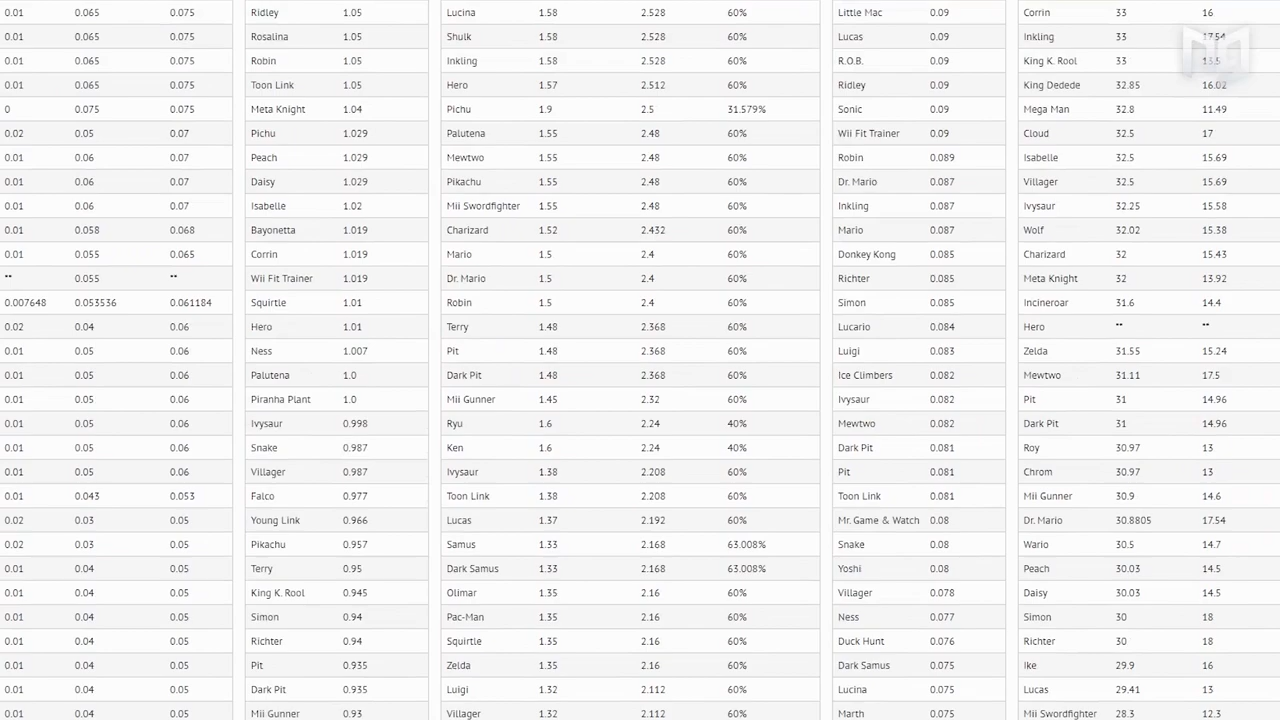 0.01 0.065 0.075 Ridley 1.05 Lucina 1.58 2.528 60% Little Mac 0.09 Corrin 33 16
0.01 0.065 0.075 Rosalina 1.05 Shulk 1.58 2.528 60% Lucas 0.09 Inkling 33 17.54
0.01 0.065 0.075 Robin 1.05 Inkling 1.58 2.528 60% R.O.B. 0.09 King K. Rool 33 13.5
0.01 0.065 0.075 Toon Link 1.05 Hero 1.57 2.512 60% Ridley 0.09 King Dedede 32.85 16.02
0 0.075 0.075 Meta Knight 1.04 Pichu 1.9 2.5 31.579% Sonic 0.09 Mega Man 32.8 11.49
0.02 0.05 0.07 Pichu 1.029 Palutena 1.55 2.48 60% Wii Fit Trainer 0.09 Cloud 32.5 17
0.01 0.06 0.07 Peach 1.029 Mewtwo 1.55 2.48 60% Robin 0.089 Isabelle 32.5 15.69
0.01 0.06 0.07 Daisy 1.029 Pikachu 1.55 2.48 60% Dr. Mario 0.087 Villager 32.5 15.69
0.01 0.06 0.07 Isabelle 1.02 Mii Swordfighter 1.55 2.48 60% Inkling 0.087 Ivysaur 32.25 15.58
0.01 0.058 0.068 Bayonetta 1.019 Charizard 1.52 2.432 60% Mario 0.087 Wolf 32.02 15.38
0.01 0.055 0.065 Corrin 1.019 Mario 1.5 2.4 60% Donkey Kong 0.085 Charizard 32 15.43
** 0.055 ** Wii Fit Trainer 1.019 Dr. Mario 1.5 2.4 60% Richter 0.085 Meta Knight 32 13.92
0.007648 0.053536 0.061184 Squirtle 1.01 Robin 1.5 2.4 60% Simon 0.085 Incineroar 31.6 14.4
0.02 0.04 0.06 Hero 1.01 Terry 1.48 2.368 60% Lucario 0.084 Hero ** **
0.01 0.05 0.06 Ness 1.007 Pit 1.48 2.368 60% Luigi 0.083 Zelda 31.55 15.24
0.01 0.05 0.06 Palutena 1.0 Dark Pit 1.48 2.368 60% Ice Climbers 0.082 Mewtwo 31.11 17.5
0.01 0.05 0.06 Piranha Plant 1.0 Mii Gunner 1.45 2.32 60% Ivysaur 0.082 Pit 31 14.96
0.01 0.05 0.06 Ivysaur 0.998 Ryu 1.6 2.24 40% Mewtwo 0.082 Dark Pit 31 14.96
0.01 0.05 0.06 Snake 0.987 Ken 1.6 2.24 40% Dark Pit 0.081 Roy 30.97 13
0.01 0.05 0.06 Villager 0.987 Ivysaur 1.38 2.208 60% Pit 0.081 Chrom 30.97 13
0.01 0.043 0.053 Falco 0.977 Toon Link 1.38 2.208 60% Toon Link 0.081 Mii Gunner 30.9 14.6
0.02 0.03 0.05 Young Link 0.966 Lucas 1.37 2.192 60% Mr. Game & Watch 0.08 Dr. Mario 30.8805 17.54
0.02 0.03 0.05 Pikachu 0.957 Samus 1.33 2.168 63.008% Snake 0.08 Wario 30.5 14.7
0.01 0.04 0.05 Terry 0.95 Dark Samus 1.33 2.168 63.008% Yoshi 0.08 Peach 30.03 14.5
0.01 0.04 0.05 King K. Rool 0.945 Olimar 1.35 2.16 60% Villager 0.078 Daisy 30.03 14.5
0.01 0.04 0.05 Simon 0.94 Pac-Man 1.35 2.16 60% Ness 0.077 Simon 30 18
0.01 0.04 0.05 Richter 0.94 Squirtle 1.35 2.16 60% Duck Hunt 0.076 Richter 30 18
0.01 0.04 0.05 Pit 0.935 Zelda 1.35 2.16 60% Dark Samus 0.075 Ike 29.9 16
0.01 0.04 0.05 Dark Pit 0.935 Luigi 1.32 2.112 60% Lucina 0.075 Lucas 29.41 13
0.01 0.04 0.05 Mii Gunner 0.93 Villager 1.32 2.112 60% Marth 0.075 Mii Swordfighter 28.3 12.3